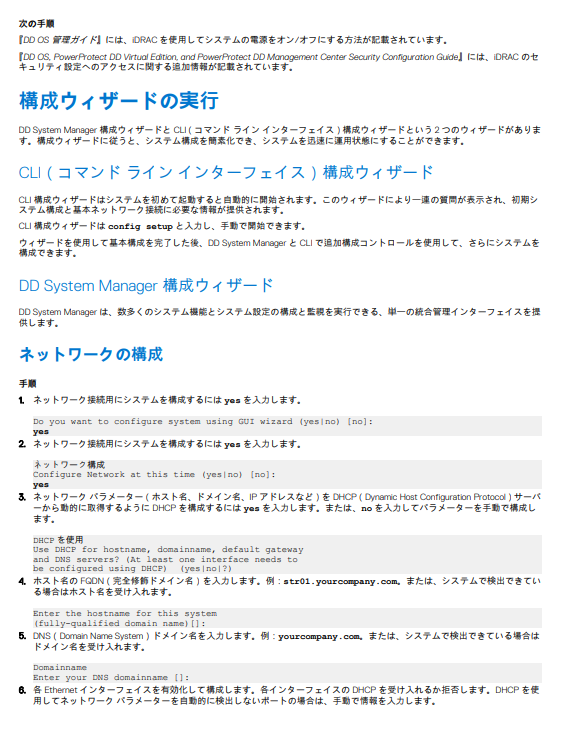 次の手順
『DD OS 管理ガイド』には、iDRAC を使用してシステムの電源をオン/オフにする方法が記載されています。
『DD OS, PowerProtect DD Virtual Edition, and PowerProtect DD Management Center Security Configuration Guide』には、iDRAC のセ
キュリティ設定へのアクセスに関する追加情報が記載されています。
構成ウィザードの実行
DD System Manager 構成ウィザードと CLI（コマンド ライン インターフェイス）構成ウィザードという 2 つのウィザードがありま
す。構成ウィザードに従うと、システム構成を簡素化でき、システムを迅速に運用状態にすることができます。
CLI（コマンド ライン インターフェイス）構成ウィザード
CLI 構成ウィザードはシステムを初めて起動すると自動的に開始されます。このウィザードにより一連の質問が表示され、初期シ
ステム構成と基本ネットワーク接続に必要な情報が提供されます。
CLI 構成ウィザードは config setup と入力し、手動で開始できます。
ウィザードを使用して基本構成を完了した後、DD System Manager と CLI で追加構成コントロールを使用して、さらにシステムを
構成できます。
DD System Manager 構成ウィザード
DD System Manager は、数多くのシステム機能とシステム設定の構成と監視を実行できる、単一の統合管理インターフェイスを提
供します。
ネットワークの構成
手順
1. ネットワーク接続用にシステムを構成するには yes を入力します。
Do you want to configure system using GUI wizard (yes|no) [no]:
yes
2. ネットワーク接続用にシステムを構成するには yes を入力します。
ネットワーク構成
Configure Network at this time (yes|no) [no]:
yes
3. ネットワーク パラメーター（ホスト名、ドメイン名、IP アドレスなど）を DHCP（Dynamic Host Configuration Protocol）サーバ
ーから動的に取得するように DHCP を構成するには yes を入力します。または、no を入力してパラメーターを手動で構成し
ます。
DHCP を使用
Use DHCP for hostname, domainname, default gateway
and DNS servers? (At least one interface needs to
be configured using DHCP)  (yes|no|?)
4. ホスト名の FQDN（完全修飾ドメイン名）を入力します。例：str01.yourcompany.com。または、システムで検出できてい
る場合はホスト名を受け入れます。
Enter the hostname for this system
(fully-qualified domain name)[]:
5. DNS（Domain Name System）ドメイン名を入力します。例：yourcompany.com。または、システムで検出できている場合は
ドメイン名を受け入れます。
Domainname
Enter your DNS domainname []:
6. 各 Ethernet インターフェイスを有効化して構成します。各インターフェイスの DHCP を受け入れるか拒否します。DHCP を使
用してネットワーク パラメーターを自動的に検出しないポートの場合は、手動で情報を入力します。